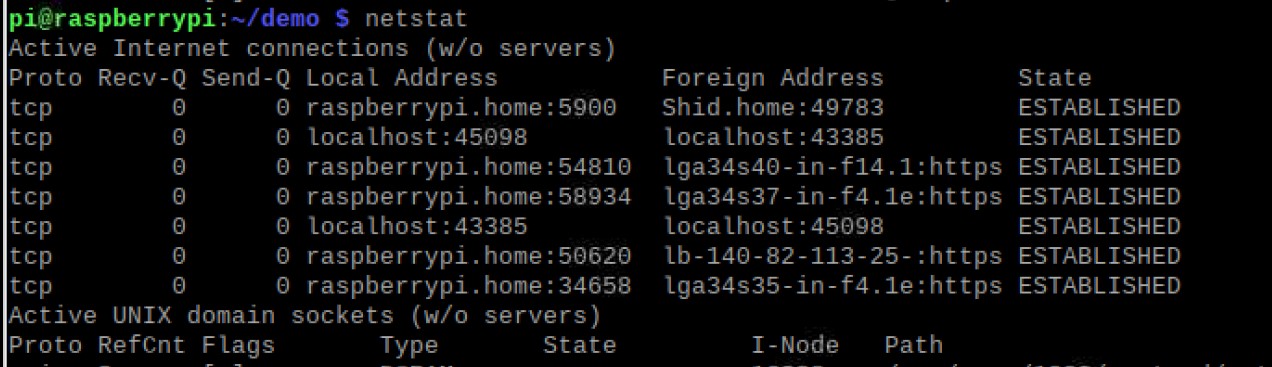 pi@raspberrypi:~/demo $ netstat
Active Internet connections (w/o servers)
Proto Recv-Q Send-Q Local Address           Foreign Address         State
tcp        0      0 raspberrypi.home:5900   Shid.home:49783         ESTABLISHED
tcp        0      0 localhost:45098         localhost:43385         ESTABLISHED
tcp        0      0 raspberrypi.home:54810  lga34s40-in-f14.1:https ESTABLISHED
tcp        0      0 raspberrypi.home:58934  lga34s37-in-f4.1e:https ESTABLISHED
tcp        0      0 localhost:43385         localhost:45098         ESTABLISHED
tcp        0      0 raspberrypi.home:50620  lb-140-82-113-25-:https ESTABLISHED
tcp        0      0 raspberrypi.home:34658  lga34s35-in-f4.1e:https ESTABLISHED
Active UNIX domain sockets (w/o servers)
Proto RefCnt Flags       Type       State         I-Node   Path